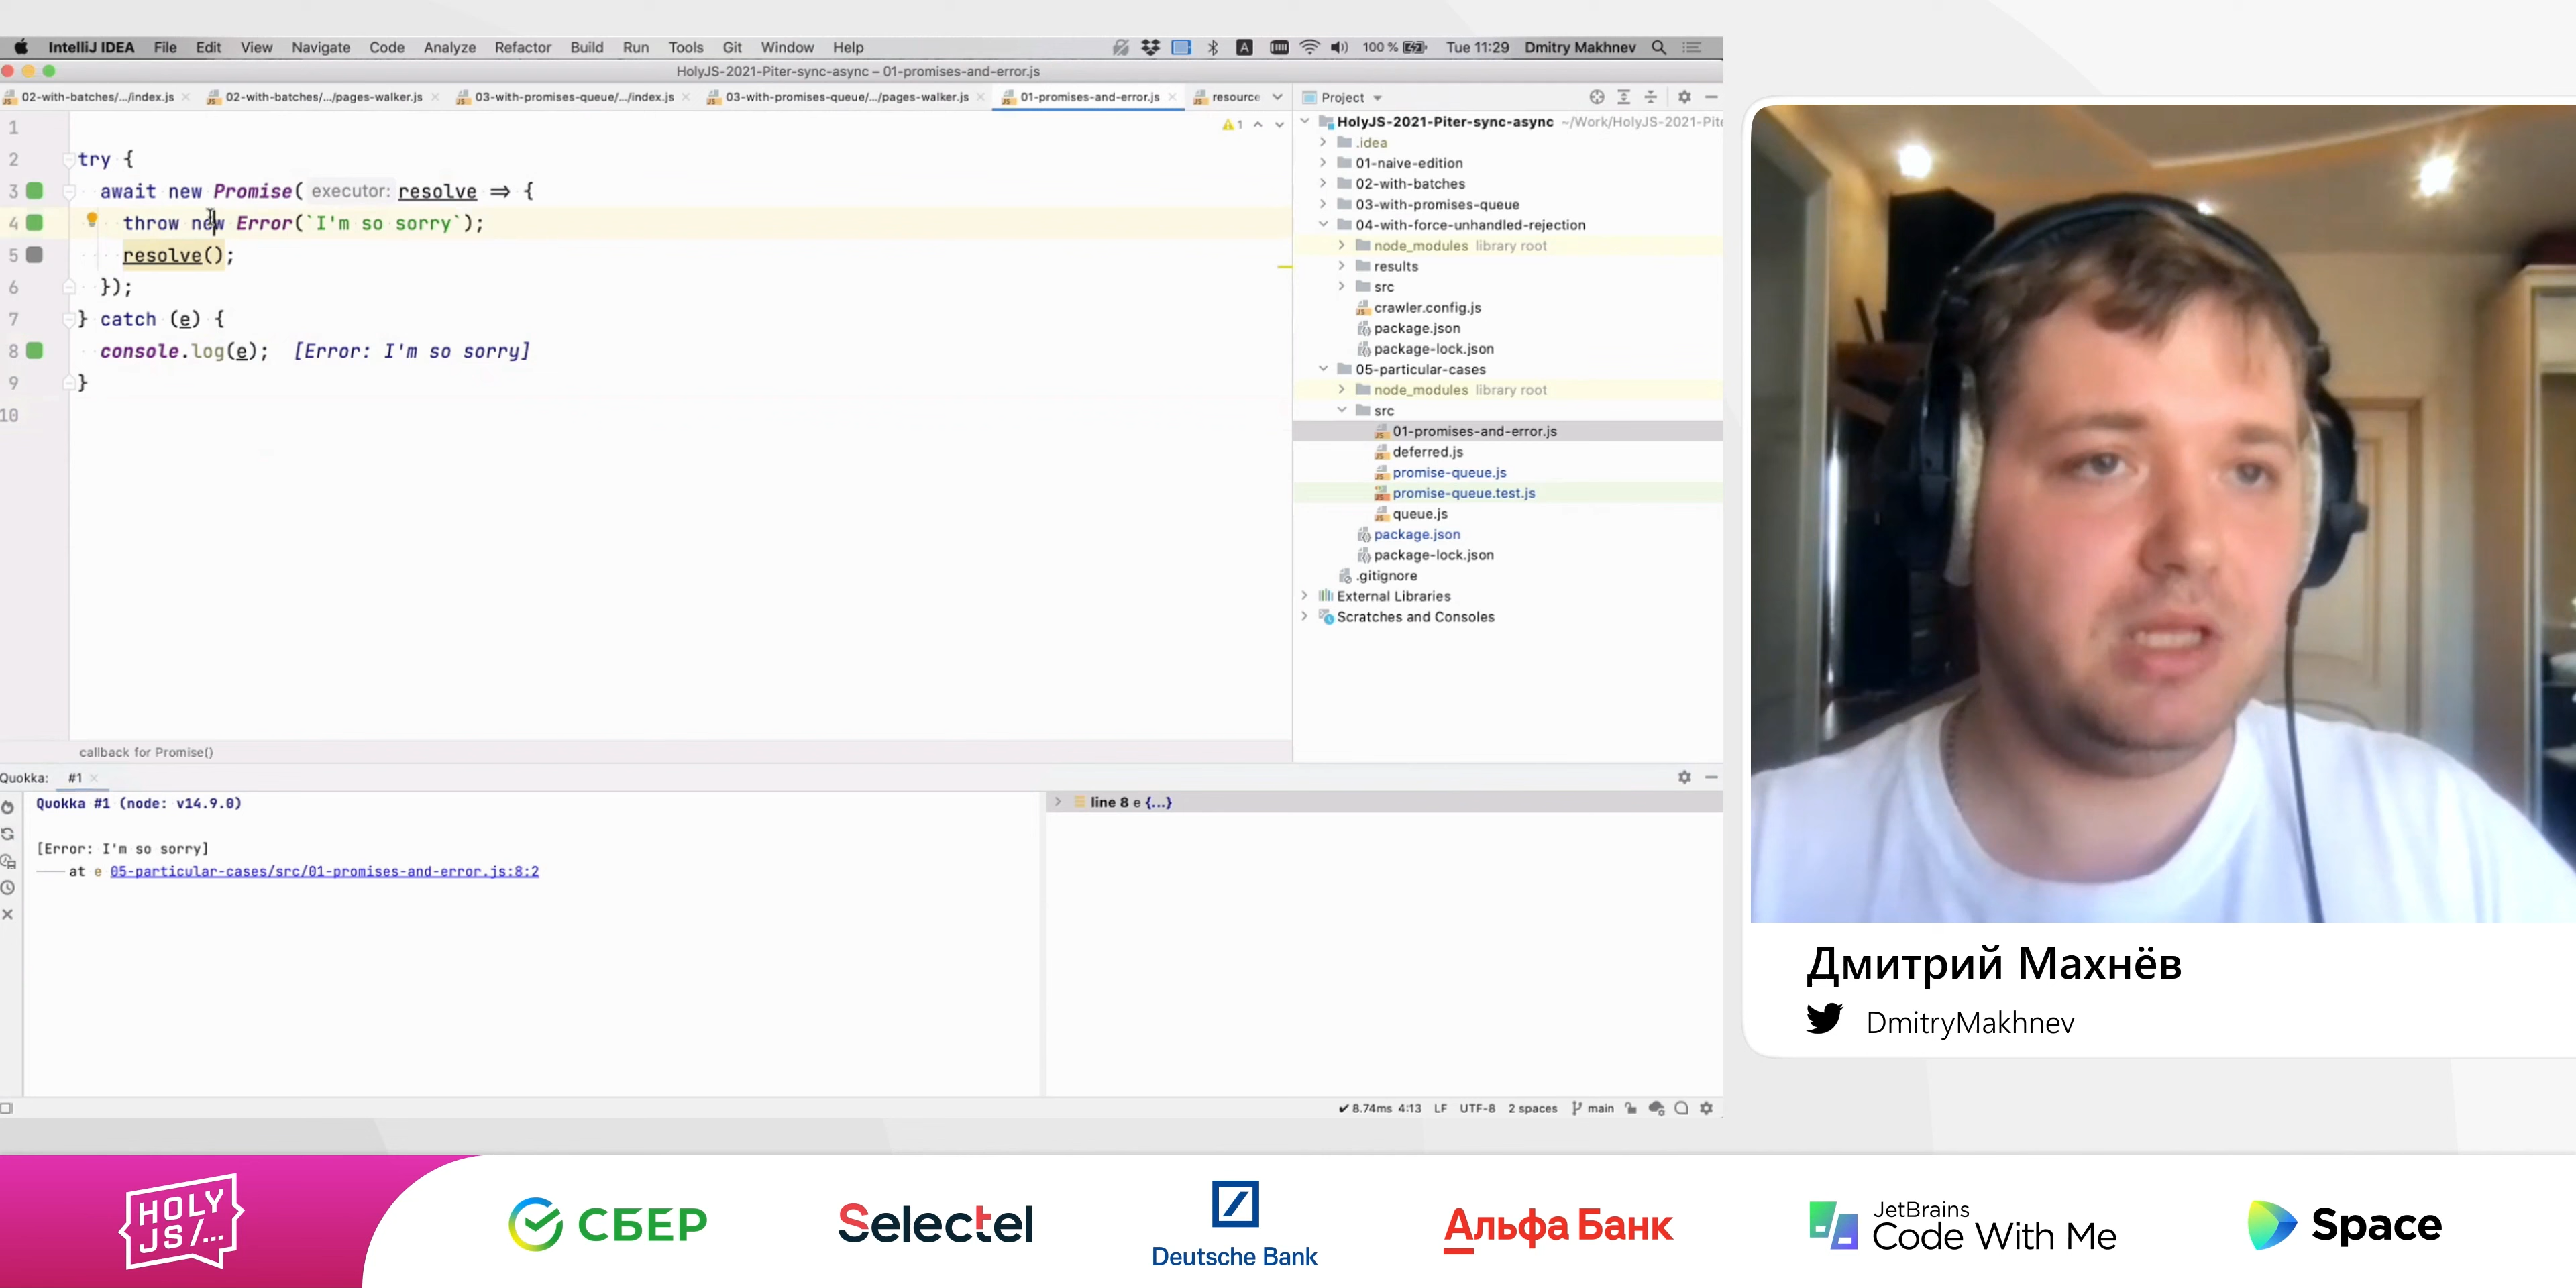 IntelliJ IDEA File Edit View Navigate Code Analyze Refactor Build Run Tools Git Window Help 100 % Tue 11:29 Dmitry Makhnev
HolyJS-2021-Piter-sync-async – 01-promises-and-error.js
02-with-batches/.../index.js 02-with-batches/.../pages-walker.js 03-with-promises-queue/.../index.js 03-with-promises-queue/.../pages-walker.js 01-promises-and-error.js resource
1
2 try {
3 await new Promise( executor: resolve => {
4 throw new Error(`I'm so sorry`);
5 resolve();
6 });
7 } catch (e) {
8 console.log(e); [Error: I'm so sorry]
9 }
10
1
callback for Promise()
Project
HolyJS-2021-Piter-sync-async ~/Work/HolyJS-2021-Pite
.idea
01-naive-edition
02-with-batches
03-with-promises-queue
04-with-force-unhandled-rejection
node_modules library root
results
src
crawler.config.js
package.json
package-lock.json
05-particular-cases
node_modules library root
src
01-promises-and-error.js
deferred.js
promise-queue.js
promise-queue.test.js
queue.js
package.json
package-lock.json
.gitignore
External Libraries
Scratches and Consoles
Quokka: #1
Quokka #1 (node: v14.9.0)
[Error: I'm so sorry]
at e 05-particular-cases/src/01-promises-and-error.js:8:2
line 8 e {...}
8.74ms 4:13 LF UTF-8 2 spaces main
Дмитрий Махнёв
DmitryMakhnev
HOLY
JS/...
СБЕР
Selectel
Deutsche Bank
Альфа Банк
JetBrains
Code With Me
Space